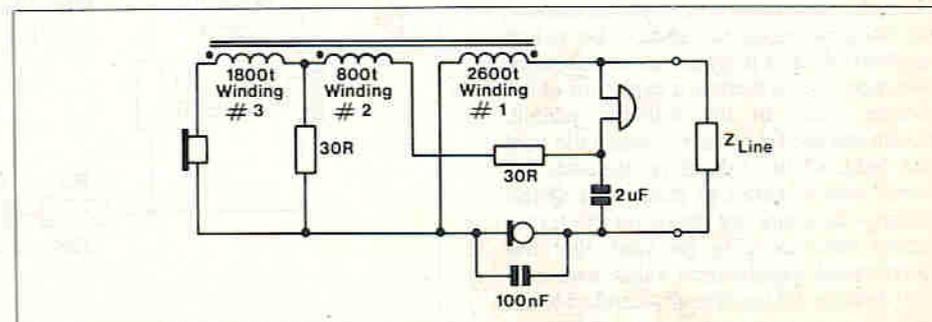 1800t
Winding
# 3
800t
Winding
# 2
2600t
Winding
# 1
30R
30R
2uF
Z Line
100nF